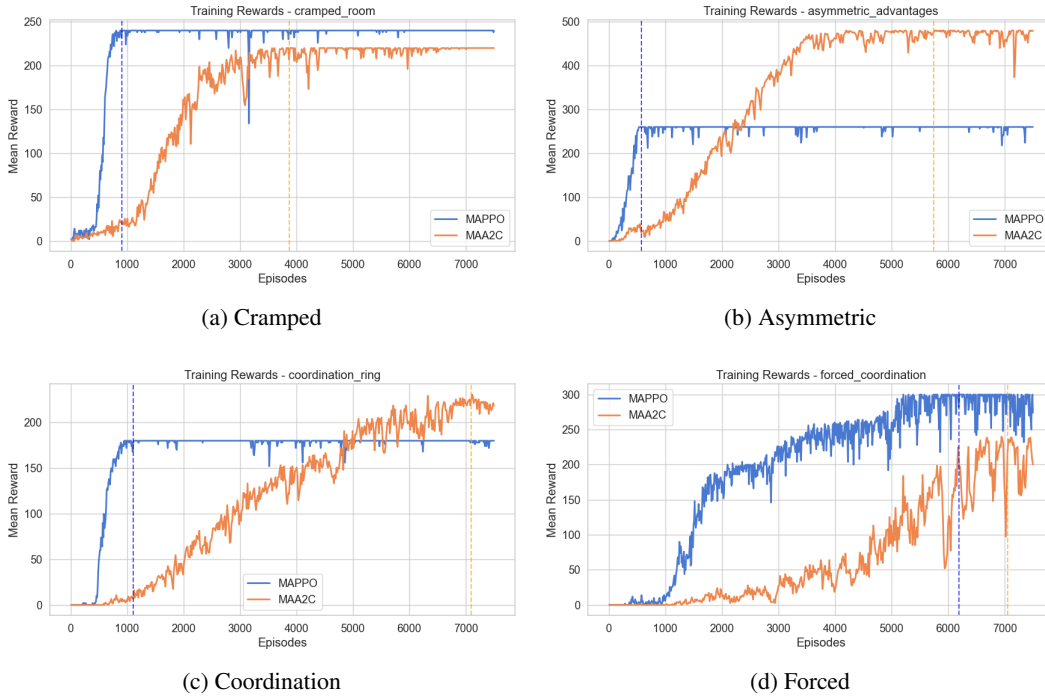 Training Rewards - cramped_room
Mean Reward
250
200
150
100
50
0
0 1000 2000 3000 4000 5000 6000 7000
Episodes
MAPPO
MAA2C
(a) Cramped
Training Rewards - asymmetric_advantages
Mean Reward
500
400
300
200
100
0
0 1000 2000 3000 4000 5000 6000 7000
Episodes
MAPPO
MAA2C
(b) Asymmetric
Training Rewards - coordination_ring
Mean Reward
200
150
100
50
0
0 1000 2000 3000 4000 5000 6000 7000
Episodes
MAPPO
MAA2C
(c) Coordination
Training Rewards - forced_coordination
Mean Reward
300
250
200
150
100
50
0
0 1000 2000 3000 4000 5000 6000 7000
Episodes
MAPPO
MAA2C
(d) Forced